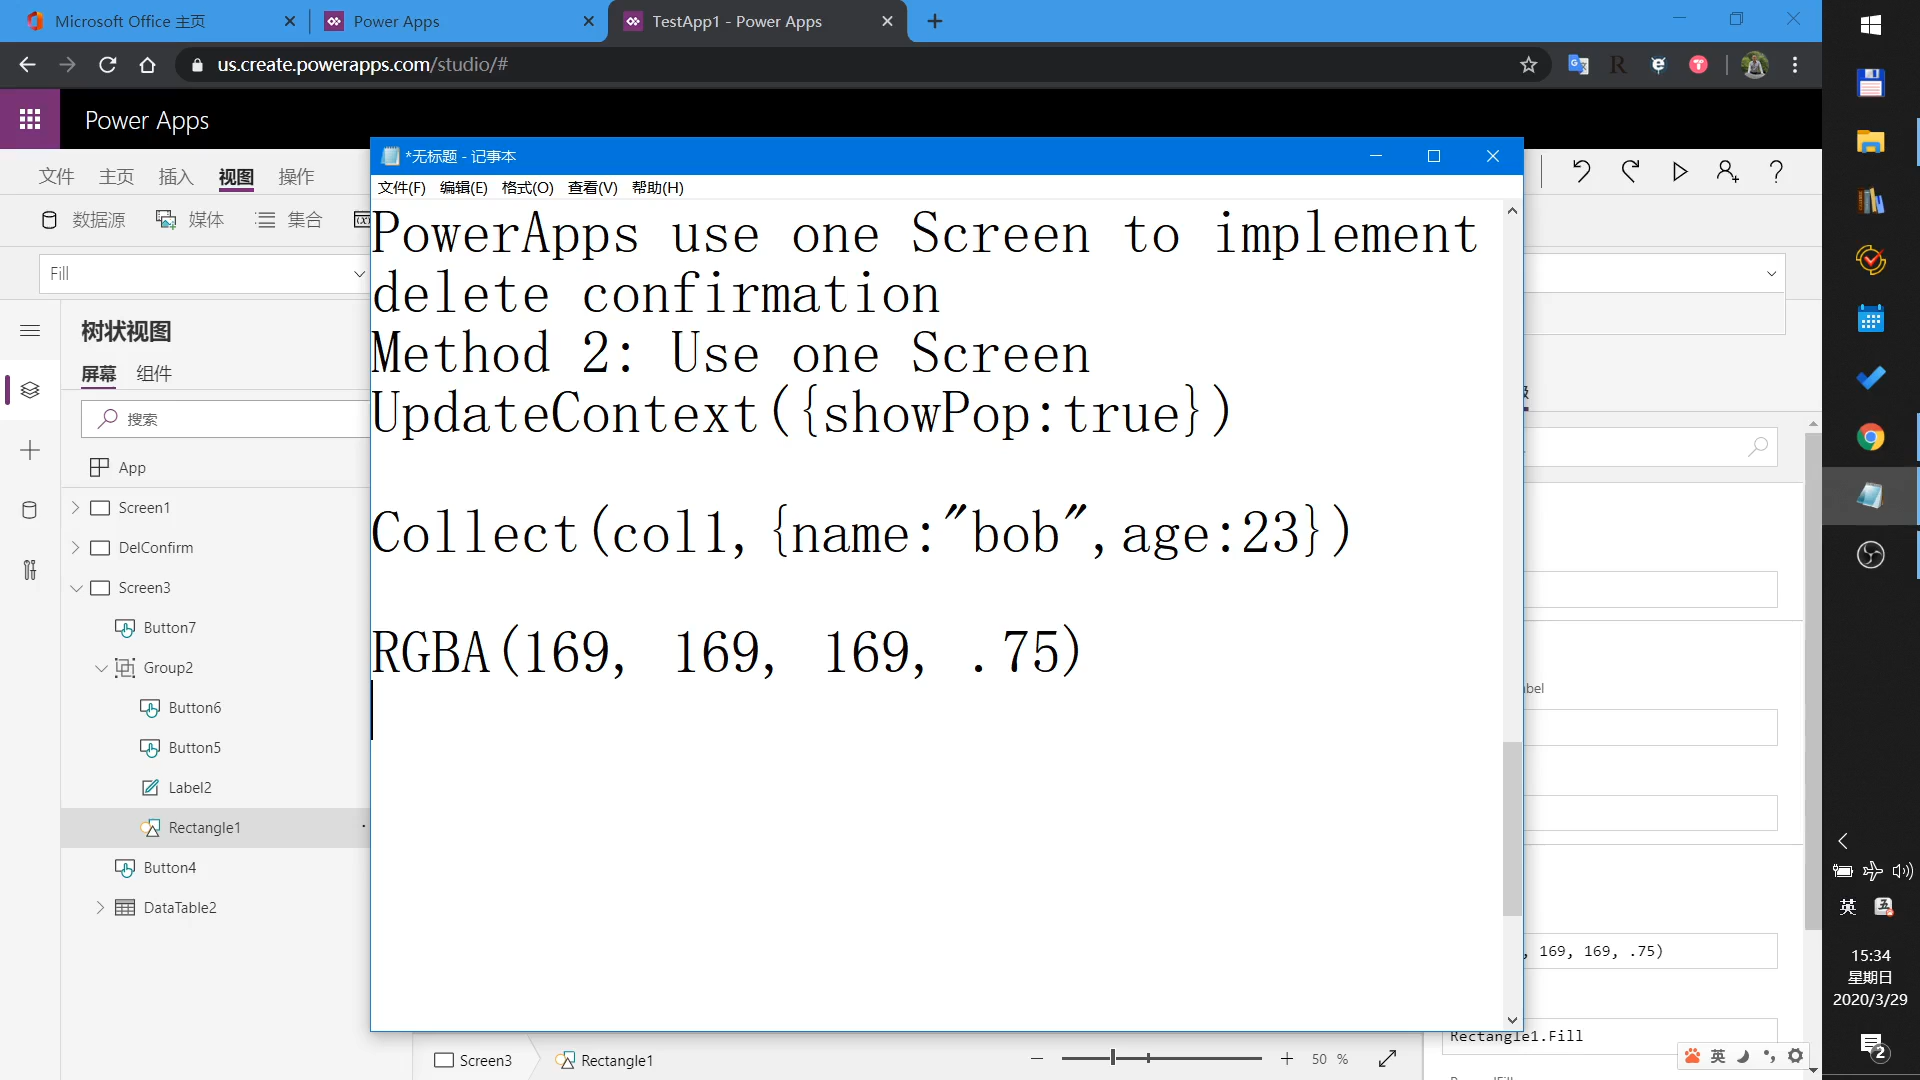 Microsoft Office 主页
Power Apps
TestApp1 - Power Apps
us.create.powerapps.com/studio/#
Power Apps
*无标题 - 记事本
文件(F) 编辑(E) 格式(O) 查看(V) 帮助(H)
文件 主页 插入 视图 操作
数据源 媒体 集合
Fill
树状视图
屏幕 组件
搜索
App
Screen1
DelConfirm
Screen3
Button7
Group2
Button6
Button5
Label2
Rectangle1
Button4
DataTable2
PowerApps use one Screen to implement
delete confirmation
Method 2: Use one Screen
UpdateContext({showPop:true})
Collect(col1,{name:"bob",age:23})
RGBA(169, 169, 169, .75)
, 169, 169, .75)
Rectangle1.Fill
Screen3
Rectangle1
50 %
英
英
15:34
星期日
2020/3/29
2